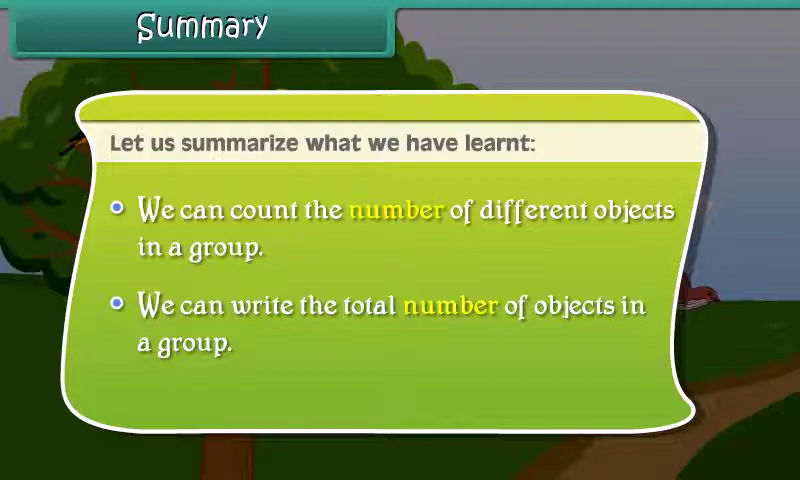 Summary
Let us summarize what we have learnt:
We can count the number of different objects
in a group.
We can write the total number of objects in
a group.